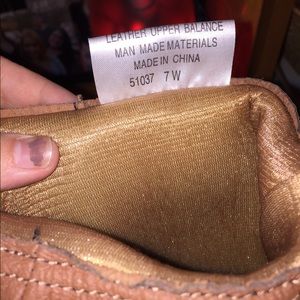 LEATHER UPPER BALANCE
MAN MADE MATERIALS
MADE IN CHINA
51037 7 W